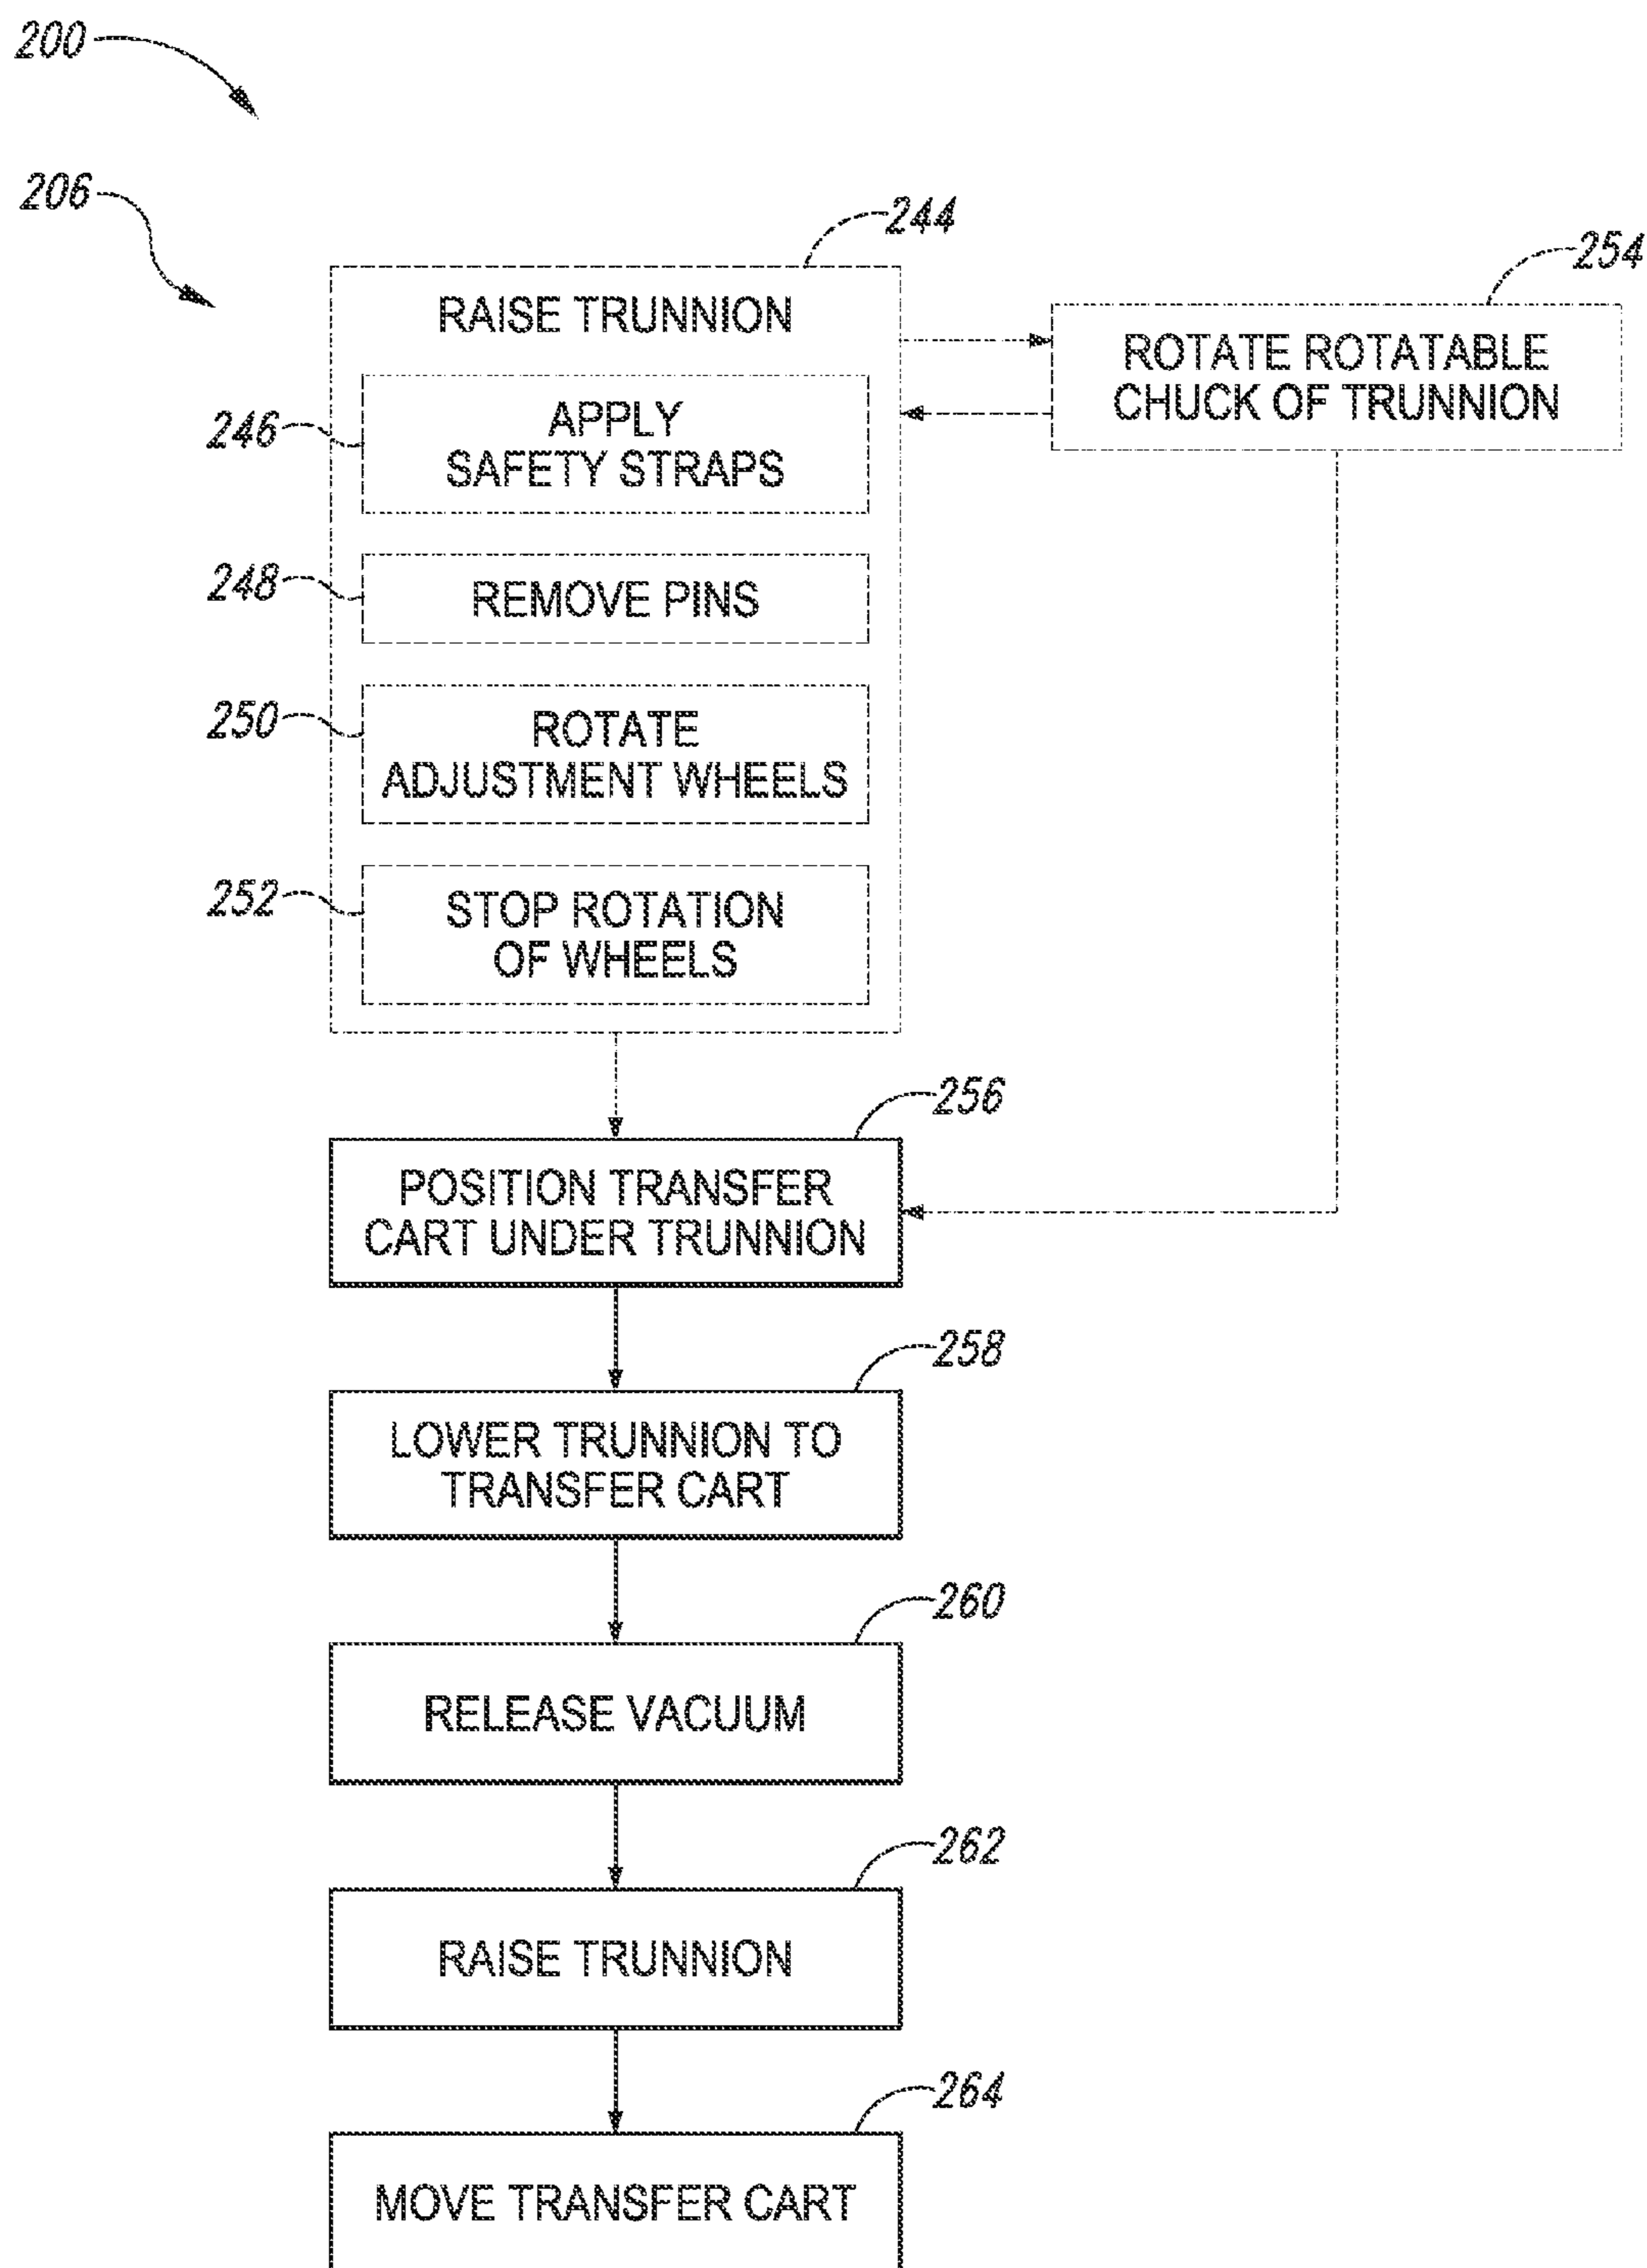 200
206
244
RAISE TRUNNION
254
ROTATE ROTATABLE
CHUCK OF TRUNNION
246
APPLY
SAFETY STRAPS
248
REMOVE PINS
250
ROTATE
ADJUSTMENT WHEELS
252
STOP ROTATION
OF WHEELS
256
POSITION TRANSFER
CART UNDER TRUNNION
258
LOWER TRUNNION TO
TRANSFER CART
260
RELEASE VACUUM
262
RAISE TRUNNION
264
MOVE TRANSFER CART